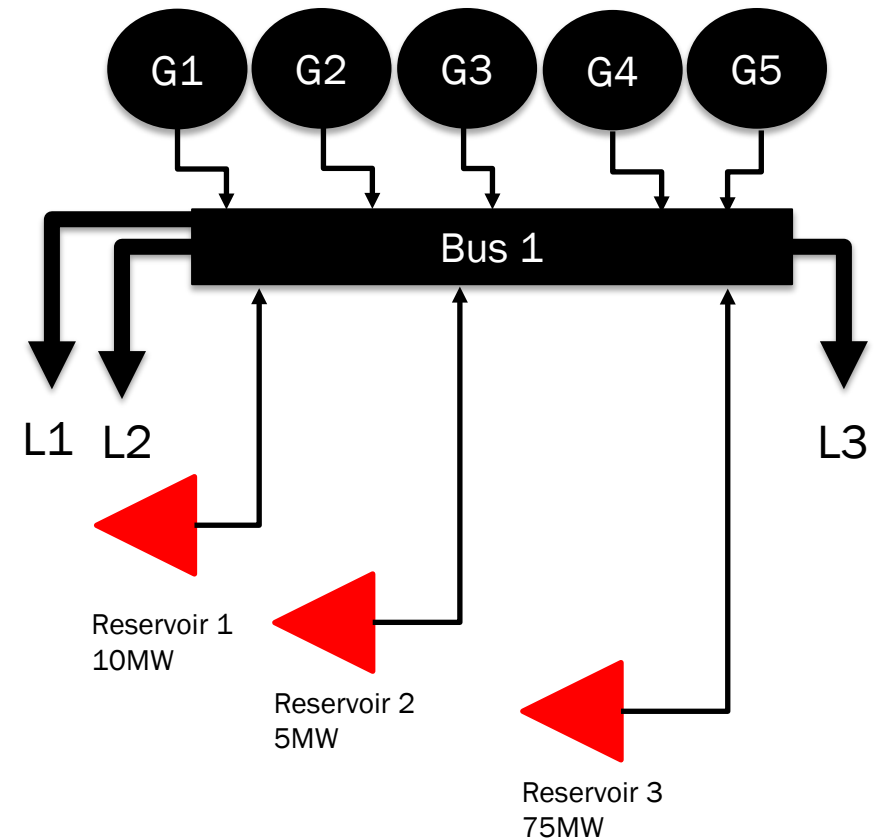 G1 G2 G3 G4 G5
Bus 1
L1 L2 L3
Reservoir 1
10MW
Reservoir 2
5MW
Reservoir 3
75MW